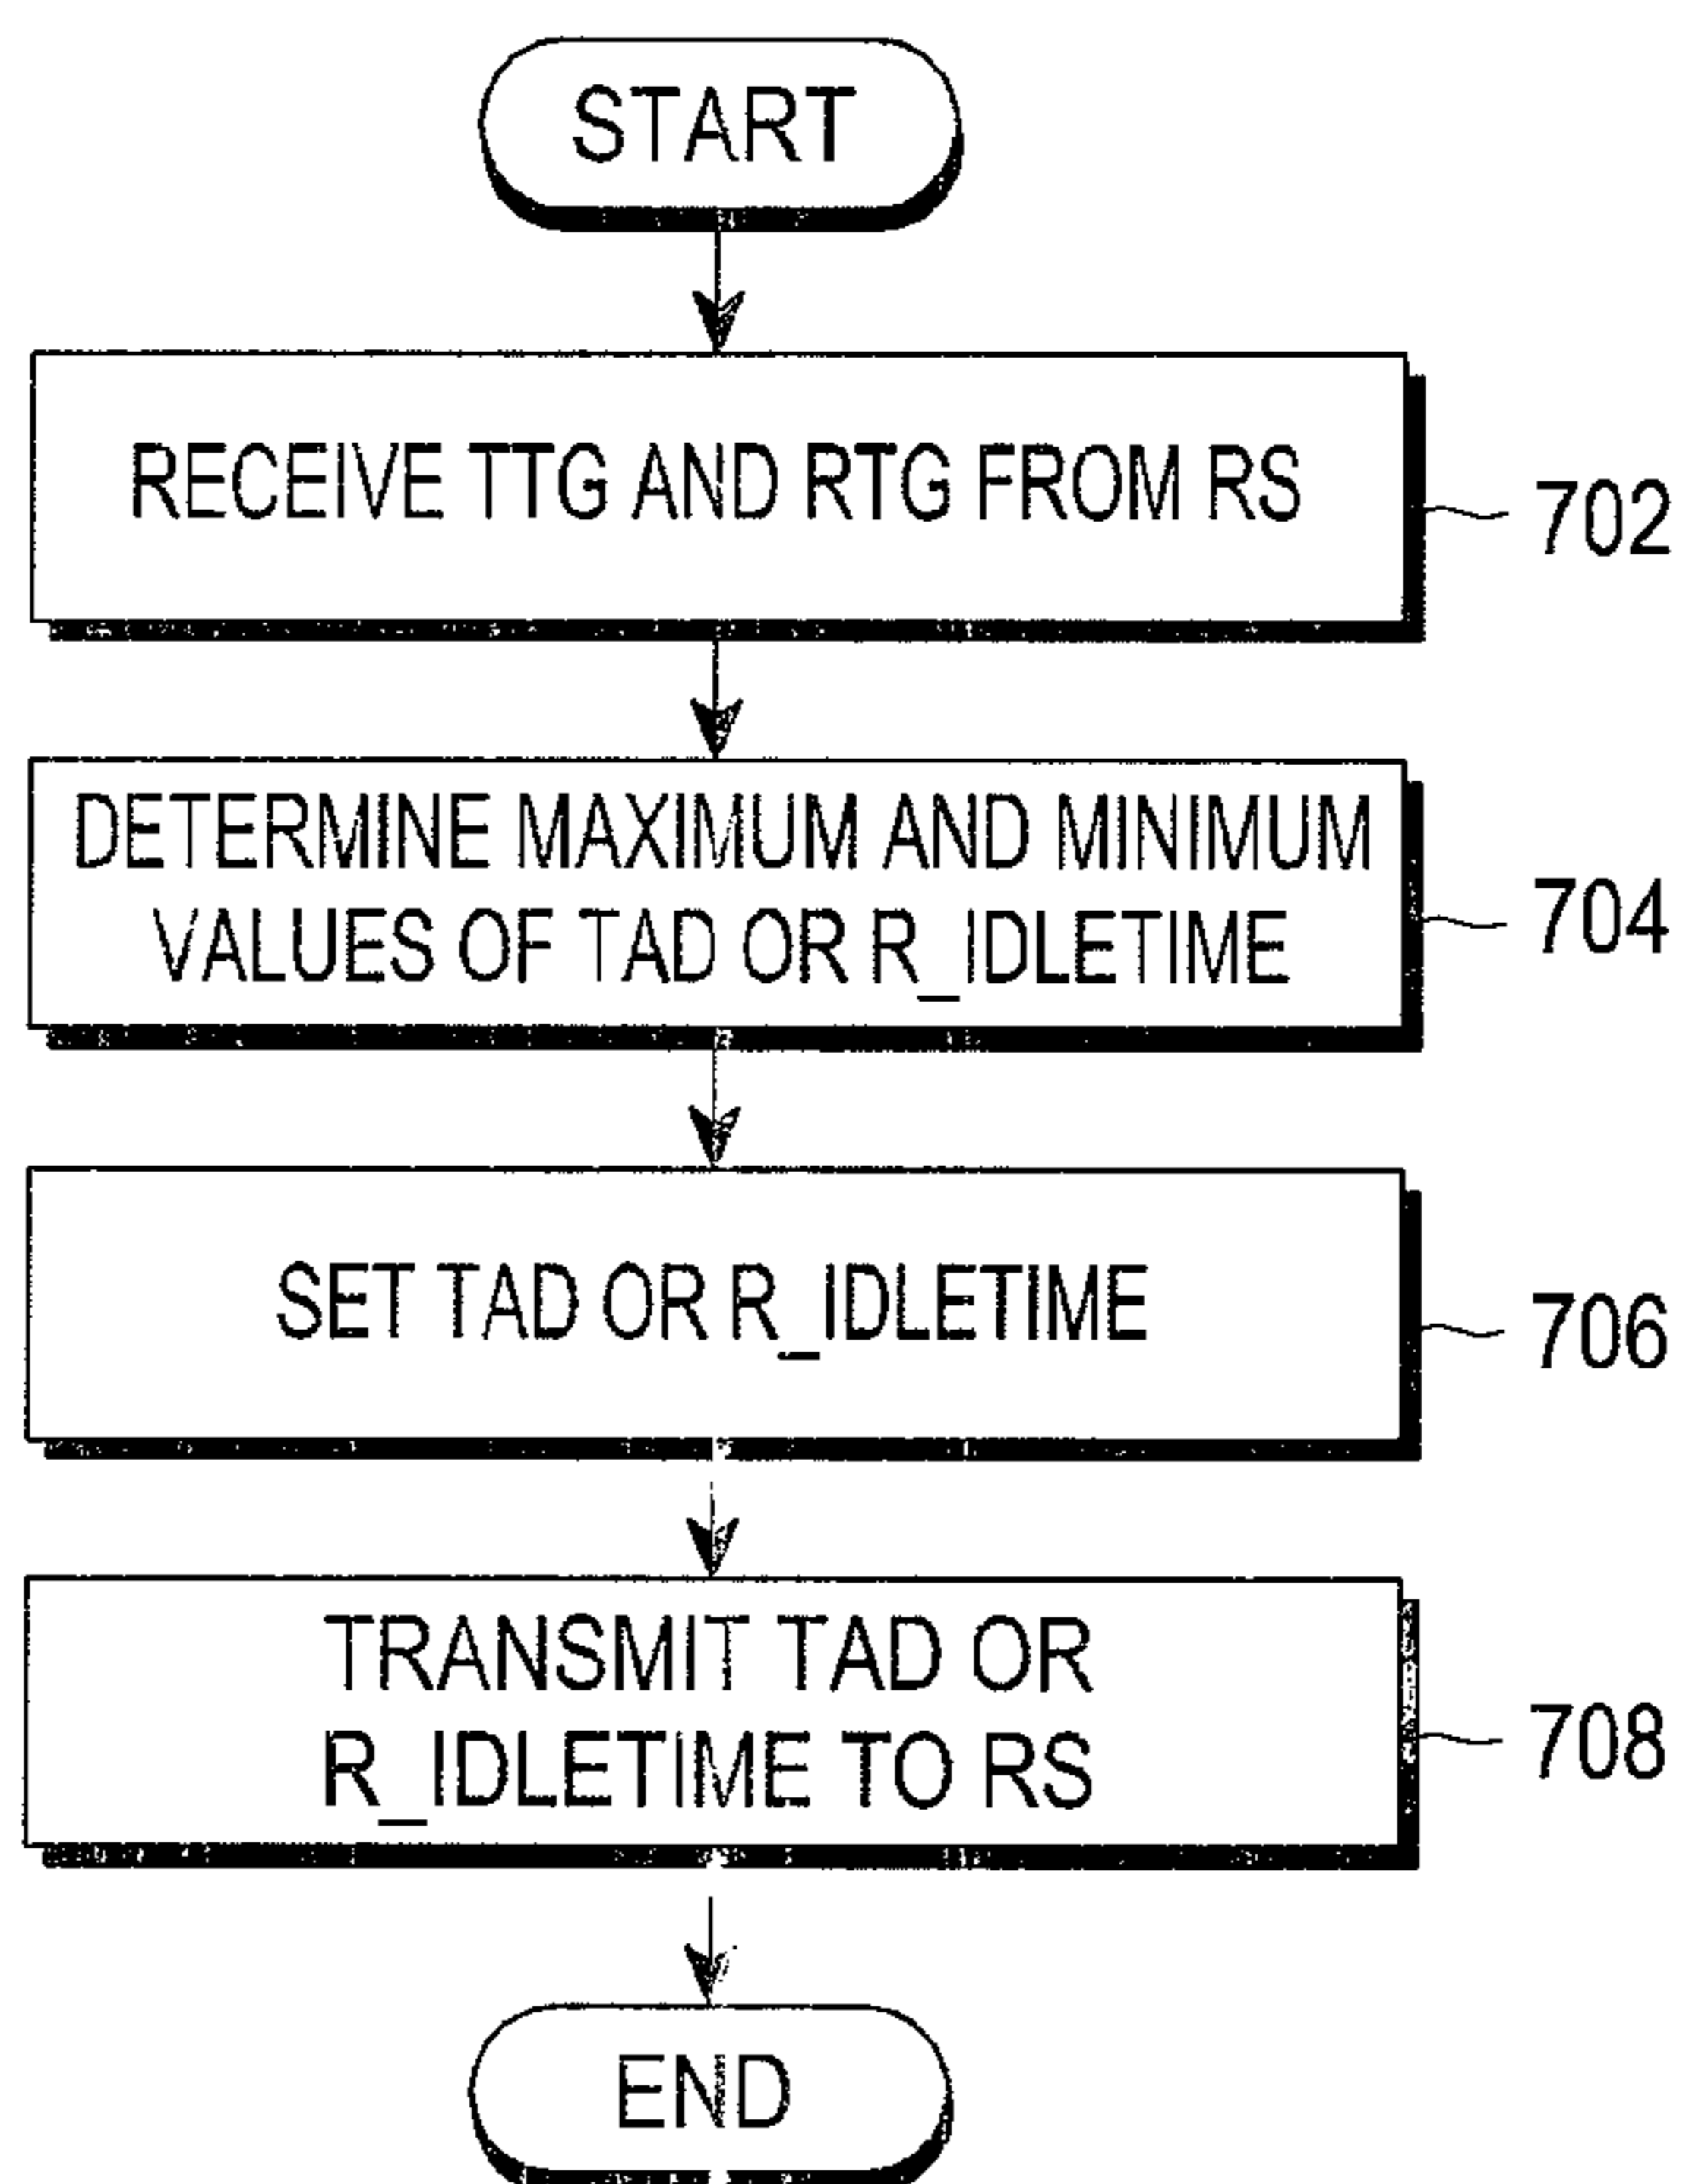 START
RECEIVE TTG AND RTG FROM RS
702
DETERMINE MAXIMUM AND MINIMUM
VALUES OF TAD OR R_IDLETIME
704
SET TAD OR R_IDLETIME
706
TRANSMIT TAD OR
R_IDLETIME TO RS
708
END